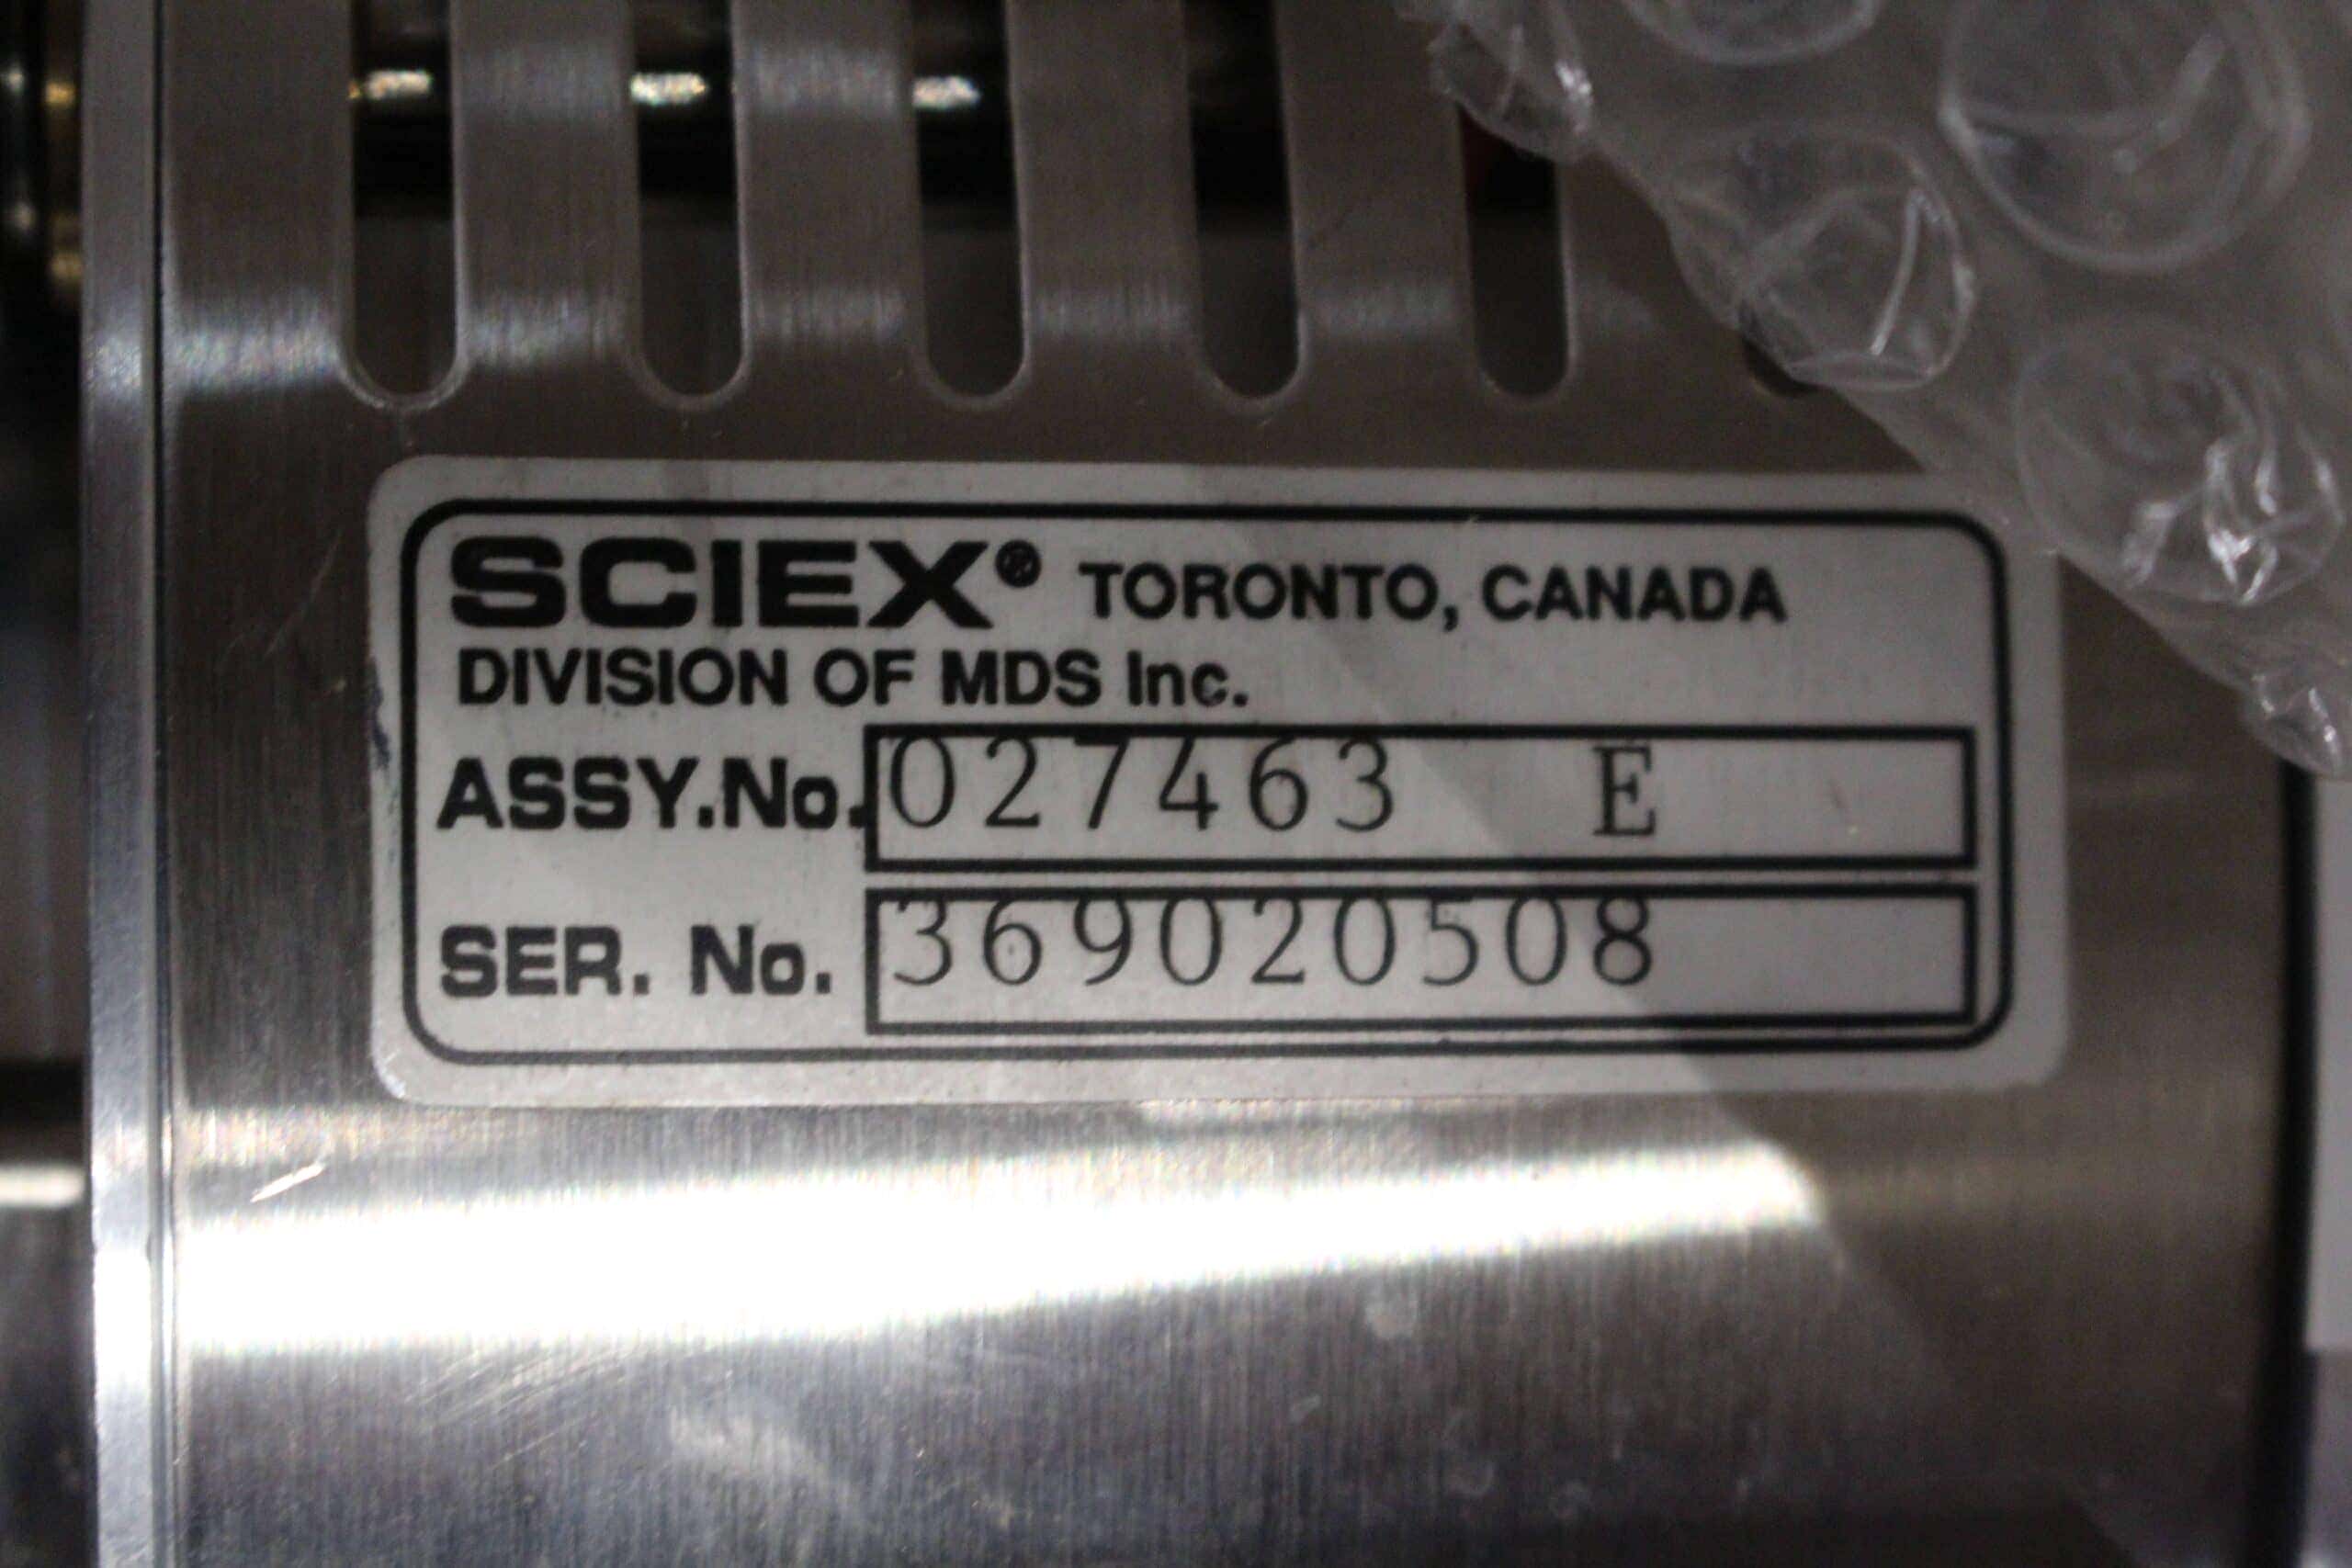 SCIEX® TORONTO, CANADA
DIVISION OF MDS Inc.
ASSY.No. 027463 E
SER. No. 369020508